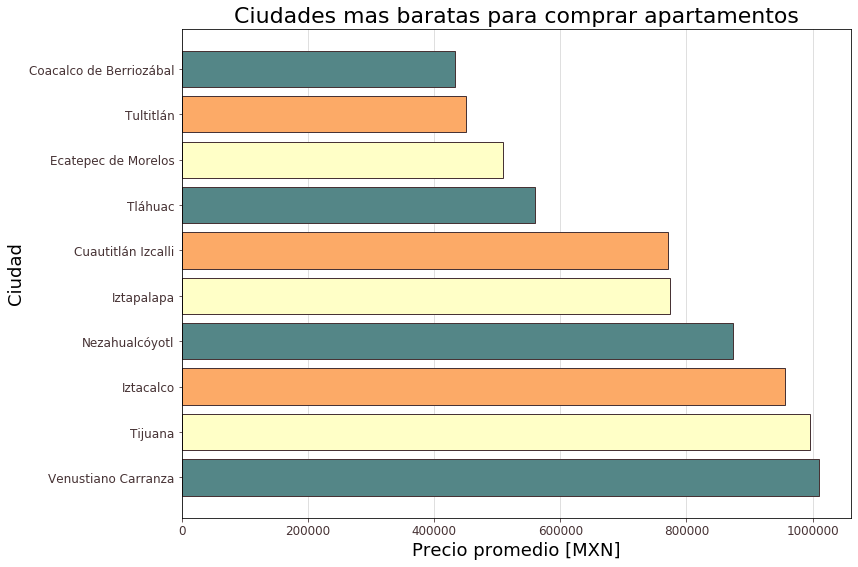 Ciudades mas baratas para comprar apartamentos
Coacalco de Berriozábal
Tultitlán
Ecatepec de Morelos
Tláhuac
Cuautitlán Izcalli
Iztapalapa
Nezahualcóyotl
Iztacalco
Tijuana
Venustiano Carranza
Ciudad
0 200000 400000 600000 800000 1000000
Precio promedio [MXN]